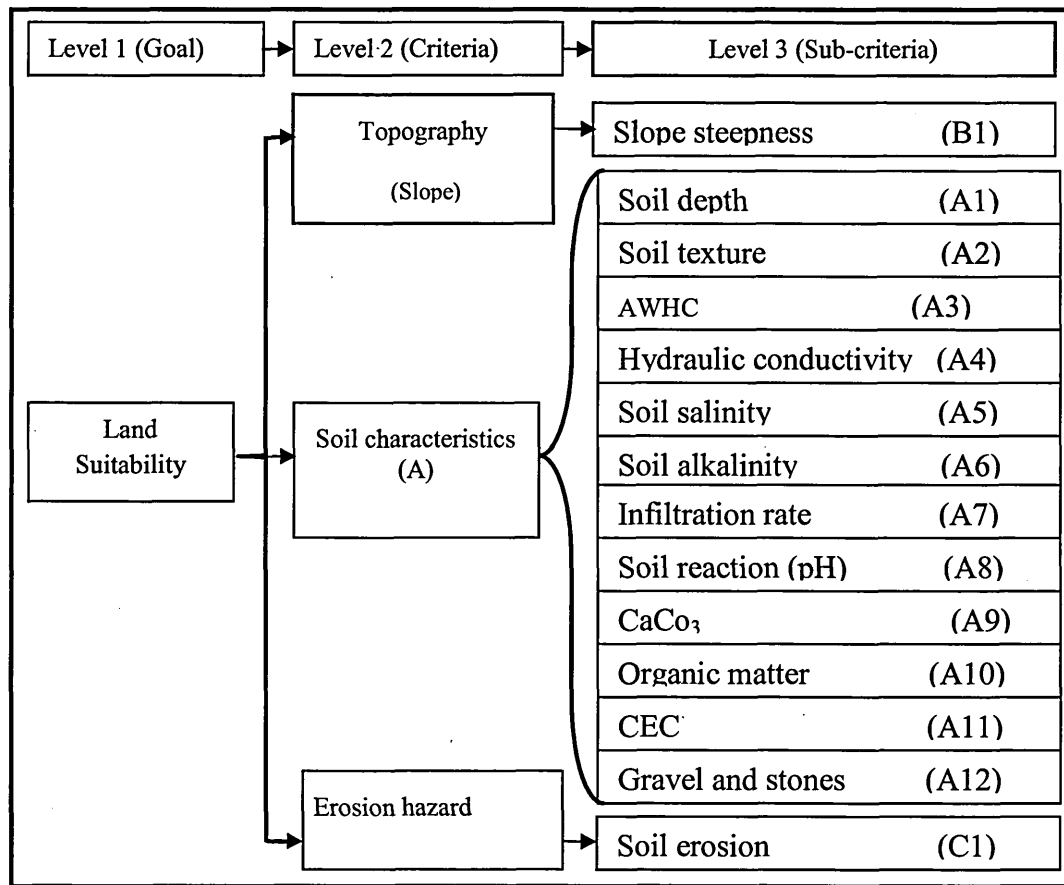 Level 1 (Goal)
Level 2 (Criteria)
Level 3 (Sub-criteria)
Topography
(Slope)
Slope steepness (B1)
Soil depth (A1)
Soil texture (A2)
AWHC (A3)
Hydraulic conductivity (A4)
Land
Suitability
Soil characteristics
(A)
Soil salinity (A5)
Soil alkalinity (A6)
Infiltration rate (A7)
Soil reaction (pH) (A8)
CaCo₃ (A9)
Organic matter (A10)
CEC (A11)
Gravel and stones (A12)
Erosion hazard
Soil erosion (C1)